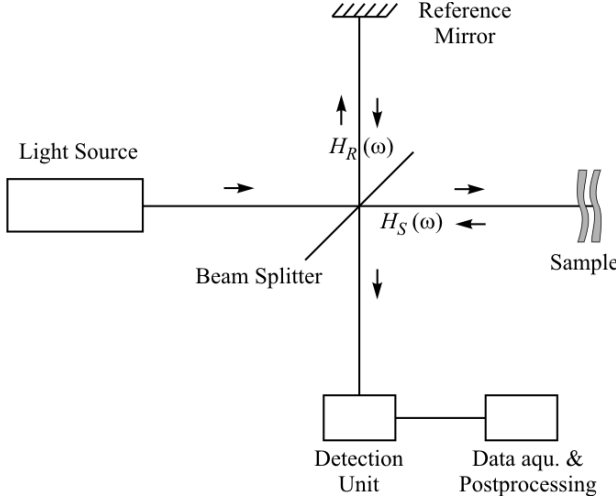 Reference
Mirror
H_R(ω)
Light Source
H_S(ω)
Beam Splitter
Sample
Detection
Unit
Data aqu. &
Postprocessing